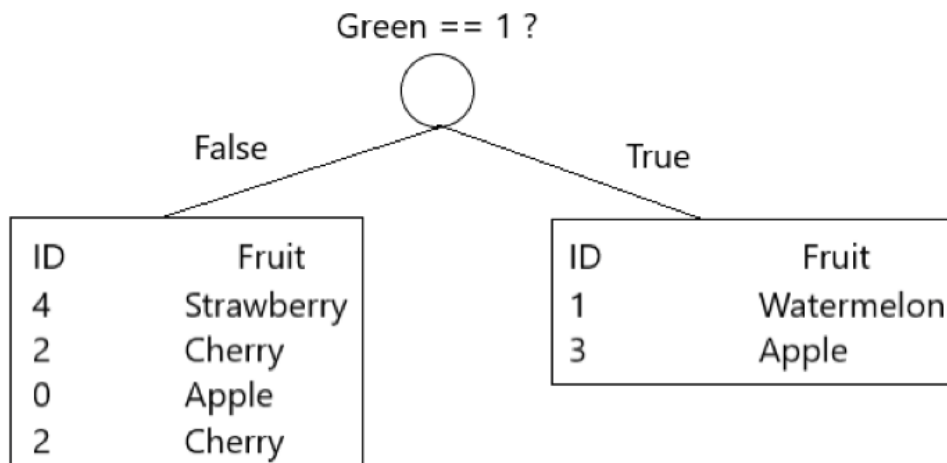 Green == 1 ?
False
True
ID Fruit
4 Strawberry
2 Cherry
0 Apple
2 Cherry
ID Fruit
1 Watermelon
3 Apple